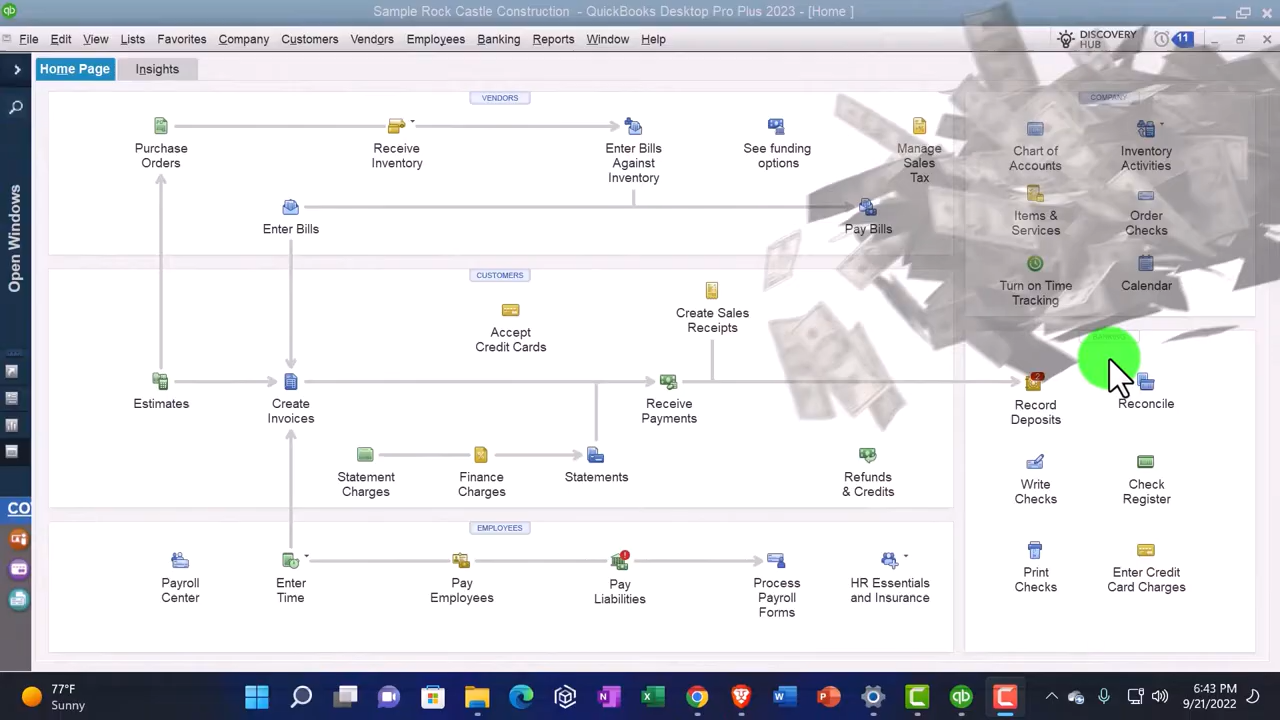 Sample Rock Castle Construction - QuickBooks Desktop Pro Plus 2023 - [Home ]
File Edit View Lists Favorites Company Customers Vendors Employees Banking Reports Window Help
DISCOVERY
HUB
11
Home Page
Insights
Open Windows
VENDORS
Purchase
Orders
Receive
Inventory
Enter Bills
Against
Inventory
See funding
options
Manage
Sales
Tax
Enter Bills
Pay Bills
CUSTOMERS
Accept
Credit Cards
Create Sales
Receipts
Estimates
Create
Invoices
Receive
Payments
Statement
Charges
Finance
Charges
Statements
Refunds
& Credits
EMPLOYEES
Payroll
Center
Enter
Time
Pay
Employees
Pay
Liabilities
Process
Payroll
Forms
HR Essentials
and Insurance
COMPANY
Chart of
Accounts
Inventory
Activities
Items &
Services
Order
Checks
Turn on Time
Tracking
Calendar
BANKING
2
Record
Deposits
Reconcile
Write
Checks
Check
Register
Print
Checks
Enter Credit
Card Charges
77°F
Sunny
6:43 PM
9/21/2022